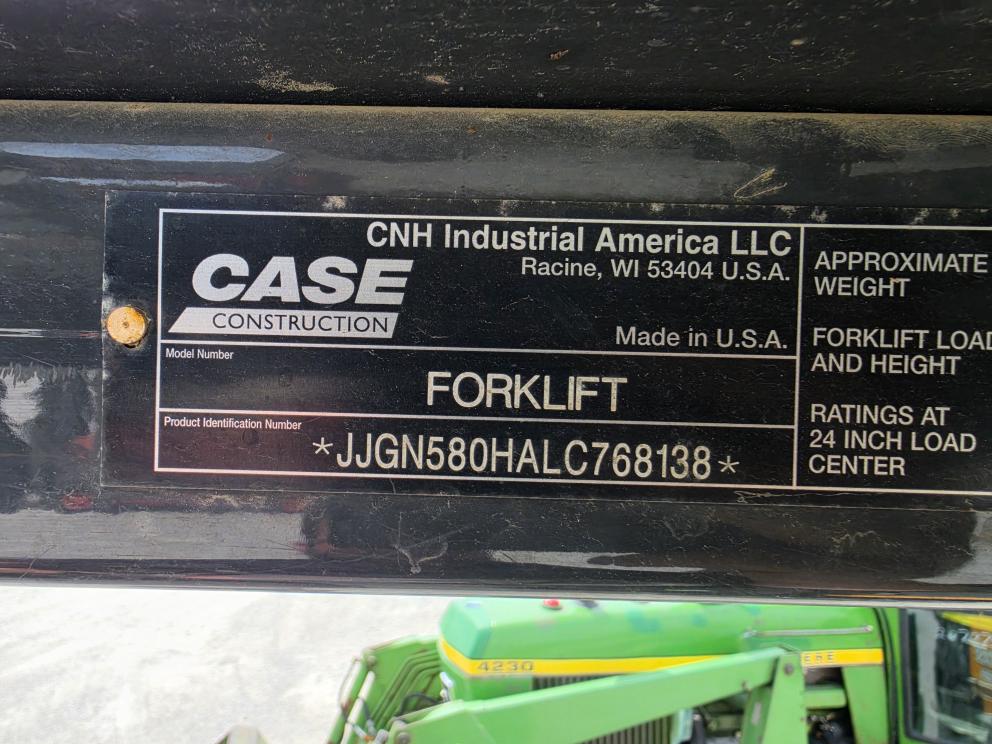 CNH Industrial America LLC
Racine, WI 53404 U.S.A.
CASE
CONSTRUCTION
Made in U.S.A.
Model Number
FORKLIFT
Product Identification Number
*JJGN580HALC768138*
APPROXIMATE
WEIGHT
FORKLIFT LOAD
AND HEIGHT
RATINGS AT
24 INCH LOAD
CENTER
4230